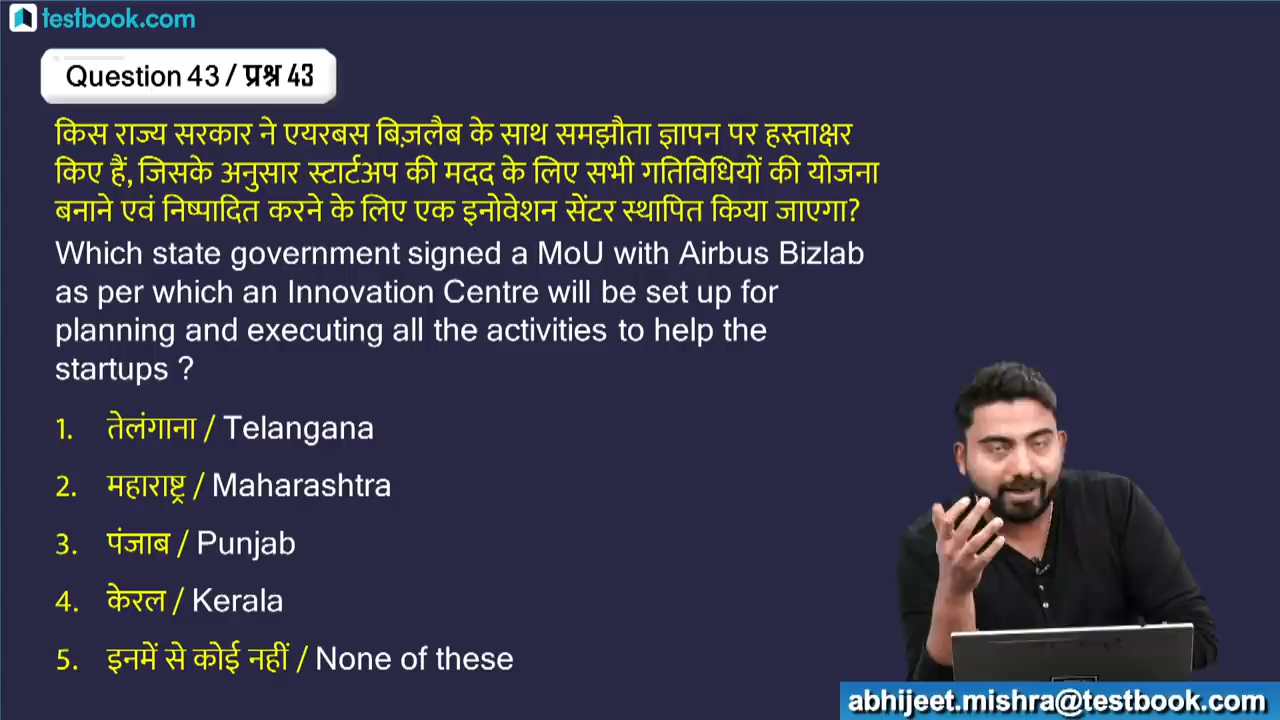 testbook.com
Question 43 / प्रश्न 43
किस राज्य सरकार ने एयरबस बिज़लैब के साथ समझौता ज्ञापन पर हस्ताक्षर
किए हैं, जिसके अनुसार स्टार्टअप की मदद के लिए सभी गतिविधियों की योजना
बनाने एवं निष्पादित करने के लिए एक इनोवेशन सेंटर स्थापित किया जाएगा?
Which state government signed a MoU with Airbus Bizlab
as per which an Innovation Centre will be set up for
planning and executing all the activities to help the
startups ?
1. तेलंगाना / Telangana
2. महाराष्ट्र / Maharashtra
3. पंजाब / Punjab
4. केरल / Kerala
5. इनमें से कोई नहीं / None of these
abhijeet.mishra@testbook.com